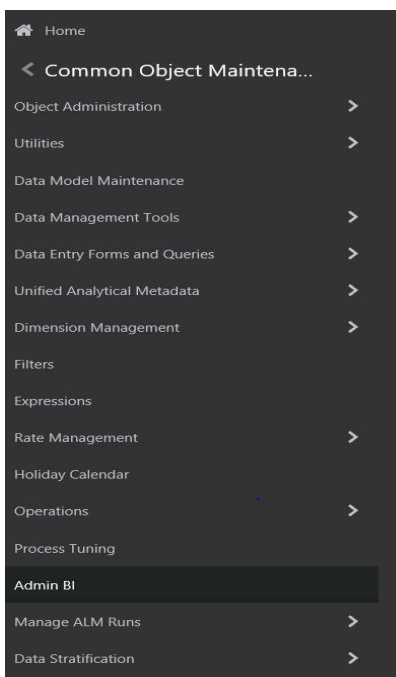 Home
Common Object Maintena...
Object Administration
Utilities
Data Model Maintenance
Data Management Tools
Data Entry Forms and Queries
Unified Analytical Metadata
Dimension Management
Filters
Expressions
Rate Management
Holiday Calendar
Operations
Process Tuning
Admin BI
Manage ALM Runs
Data Stratification